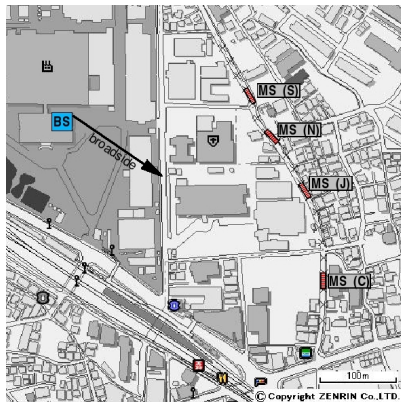 MS (S)
BS
MS (N)
broadside
MS (J)
MS (C)
100m
© Copyright ZENRIN Co.,LTD.